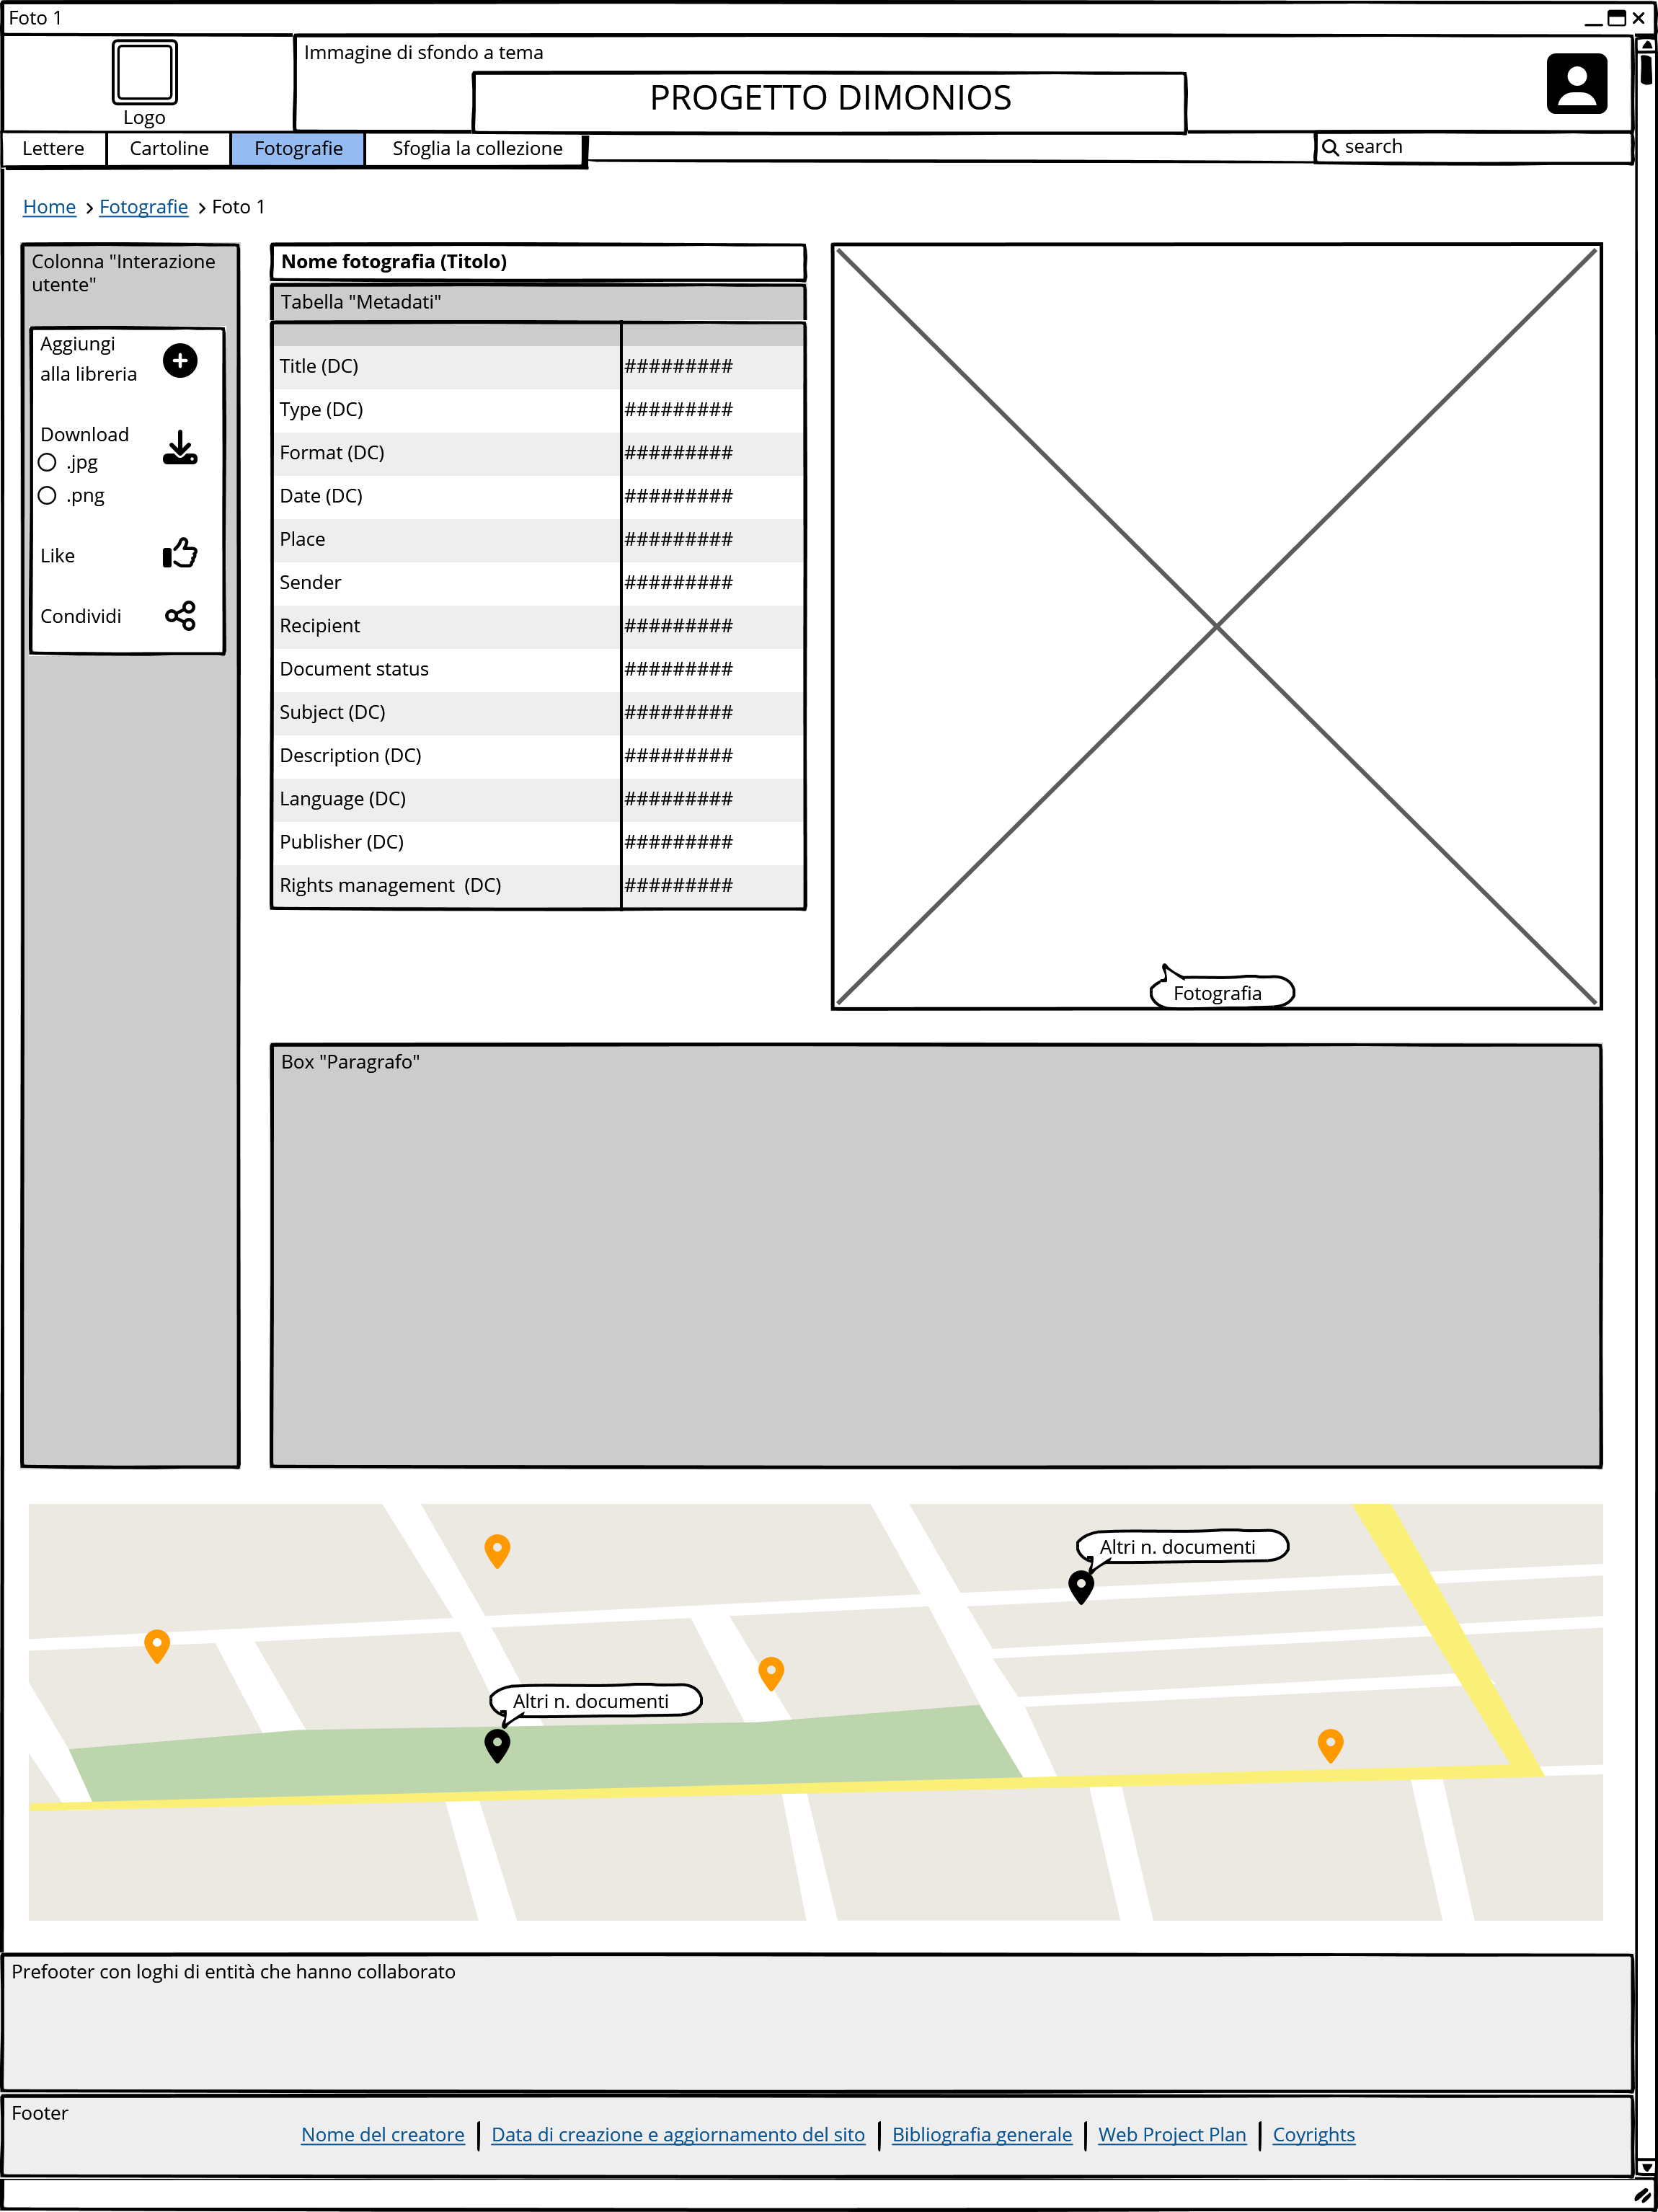 Foto 1
Immagine di sfondo a tema
PROGETTO DIMONIOS
Logo
Lettere
Cartoline
Fotografie
Sfoglia la collezione
search
Home > Fotografie > Foto 1
Colonna "Interazione
utente"
Aggiungi
alla libreria
Download
.jpg
.png
Like
Condividi
Nome fotografia (Titolo)
Tabella "Metadati"
Title (DC) #########
Type (DC) #########
Format (DC) #########
Date (DC) #########
Place #########
Sender #########
Recipient #########
Document status #########
Subject (DC) #########
Description (DC) #########
Language (DC) #########
Publisher (DC) #########
Rights management (DC) #########
Fotografia
Box "Paragrafo"
Altri n. documenti
Altri n. documenti
Prefooter con loghi di entità che hanno collaborato
Footer
Nome del creatore | Data di creazione e aggiornamento del sito | Bibliografia generale | Web Project Plan | Coyrights